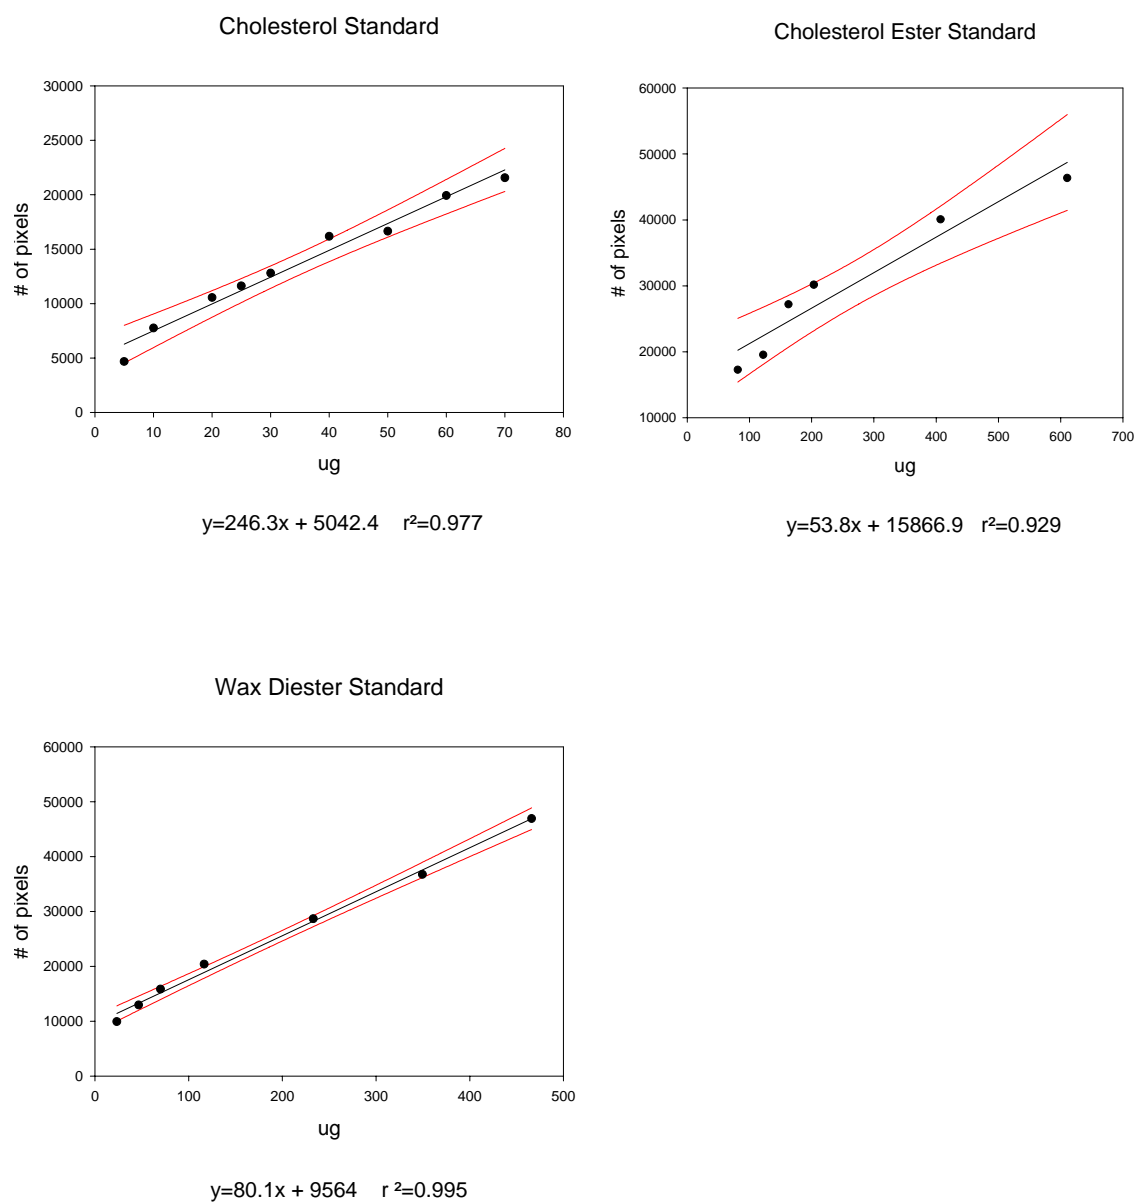 Cholesterol Standard
30000
25000
20000
15000
10000
5000
0
# of pixels
0 10 20 30 40 50 60 70 80
ug
y=246.3x + 5042.4 r²=0.977
Cholesterol Ester Standard
60000
50000
40000
30000
20000
10000
# of pixels
0 100 200 300 400 500 600 700
ug
y=53.8x + 15866.9 r²=0.929
Wax Diester Standard
60000
50000
40000
30000
20000
10000
0
# of pixels
0 100 200 300 400 500
ug
y=80.1x + 9564 r ²=0.995